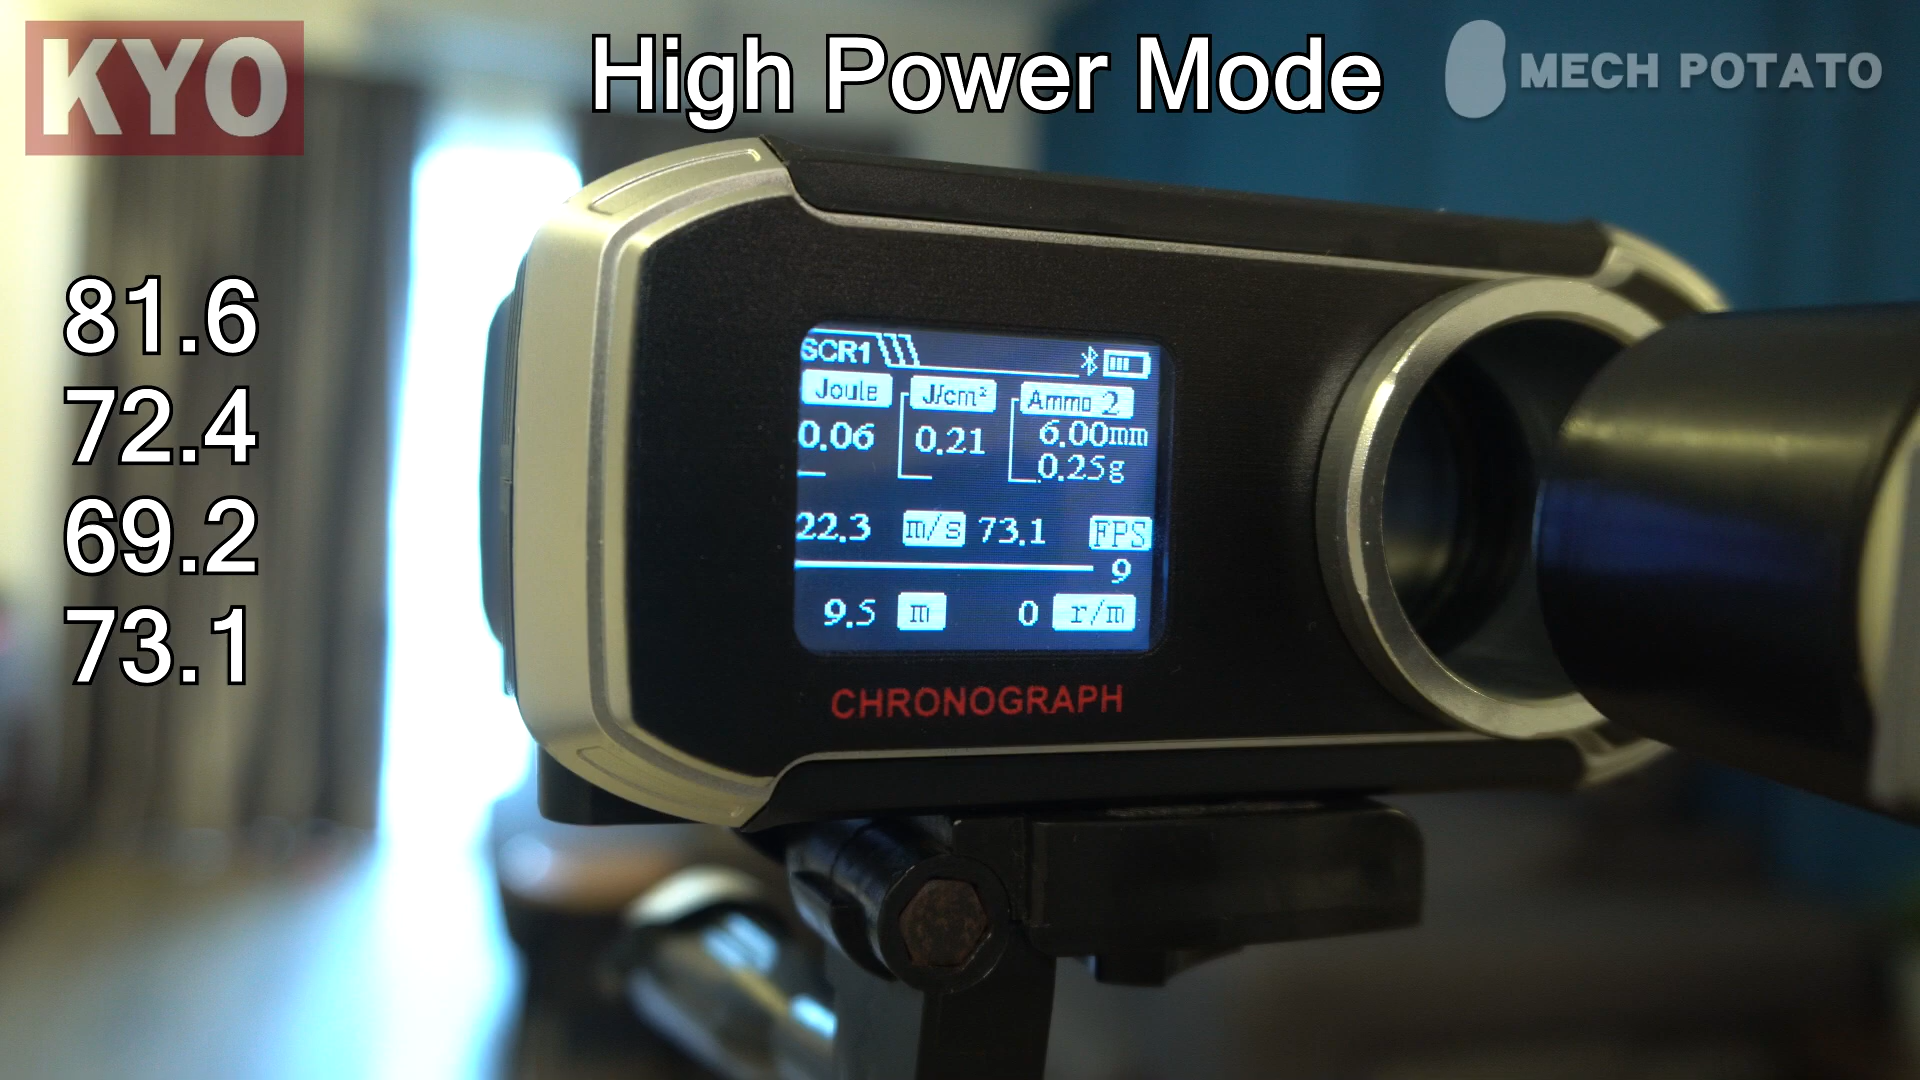 KYO
High Power Mode
MECH POTATO
81.6
72.4
69.2
73.1
SCR1
Joule J/cm² Ammo 2
0.06 0.21 6.00mm
0.25g
22.3 m/s 73.1 FPS
9
9.5 m 0 r/m
CHRONOGRAPH